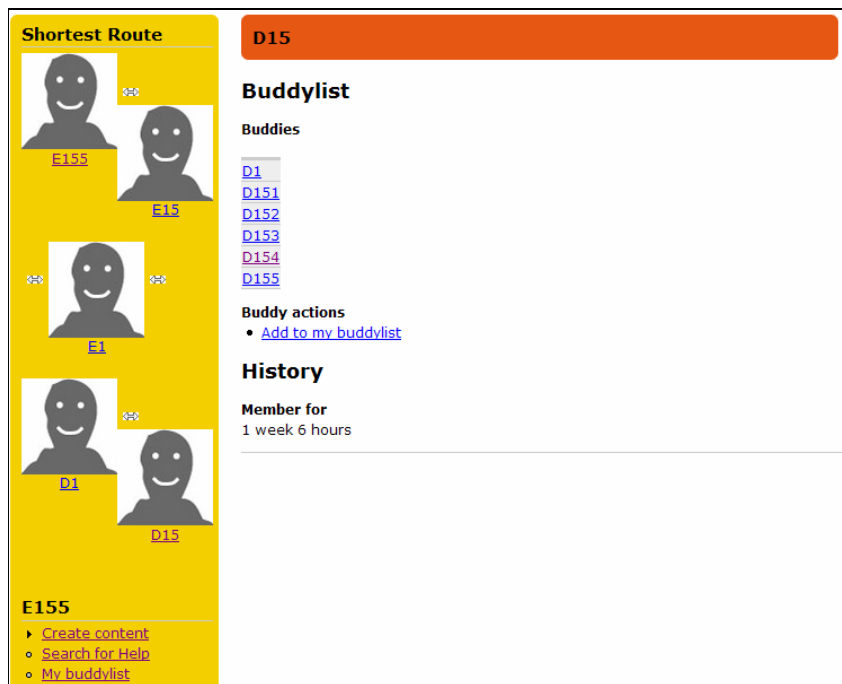 Shortest Route
E155
E15
E1
D1
D15
E155
Create content
Search for Help
My buddylist
D15
Buddylist
Buddies
D1
D151
D152
D153
D154
D155
Buddy actions
Add to my buddylist
History
Member for
1 week 6 hours